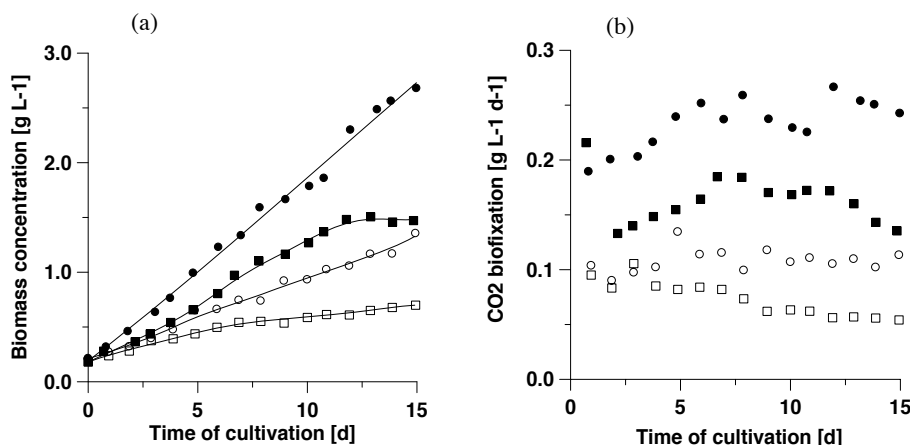 (a)
3.0
2.0
1.0
0.0
0
5
10
15
Biomass concentration [g L-1]
Time of cultivation [d]
(b)
0.3
0.2
0.1
0.0
0
5
10
15
CO2 biofixation [g L-1 d-1]
Time of cultivation [d]